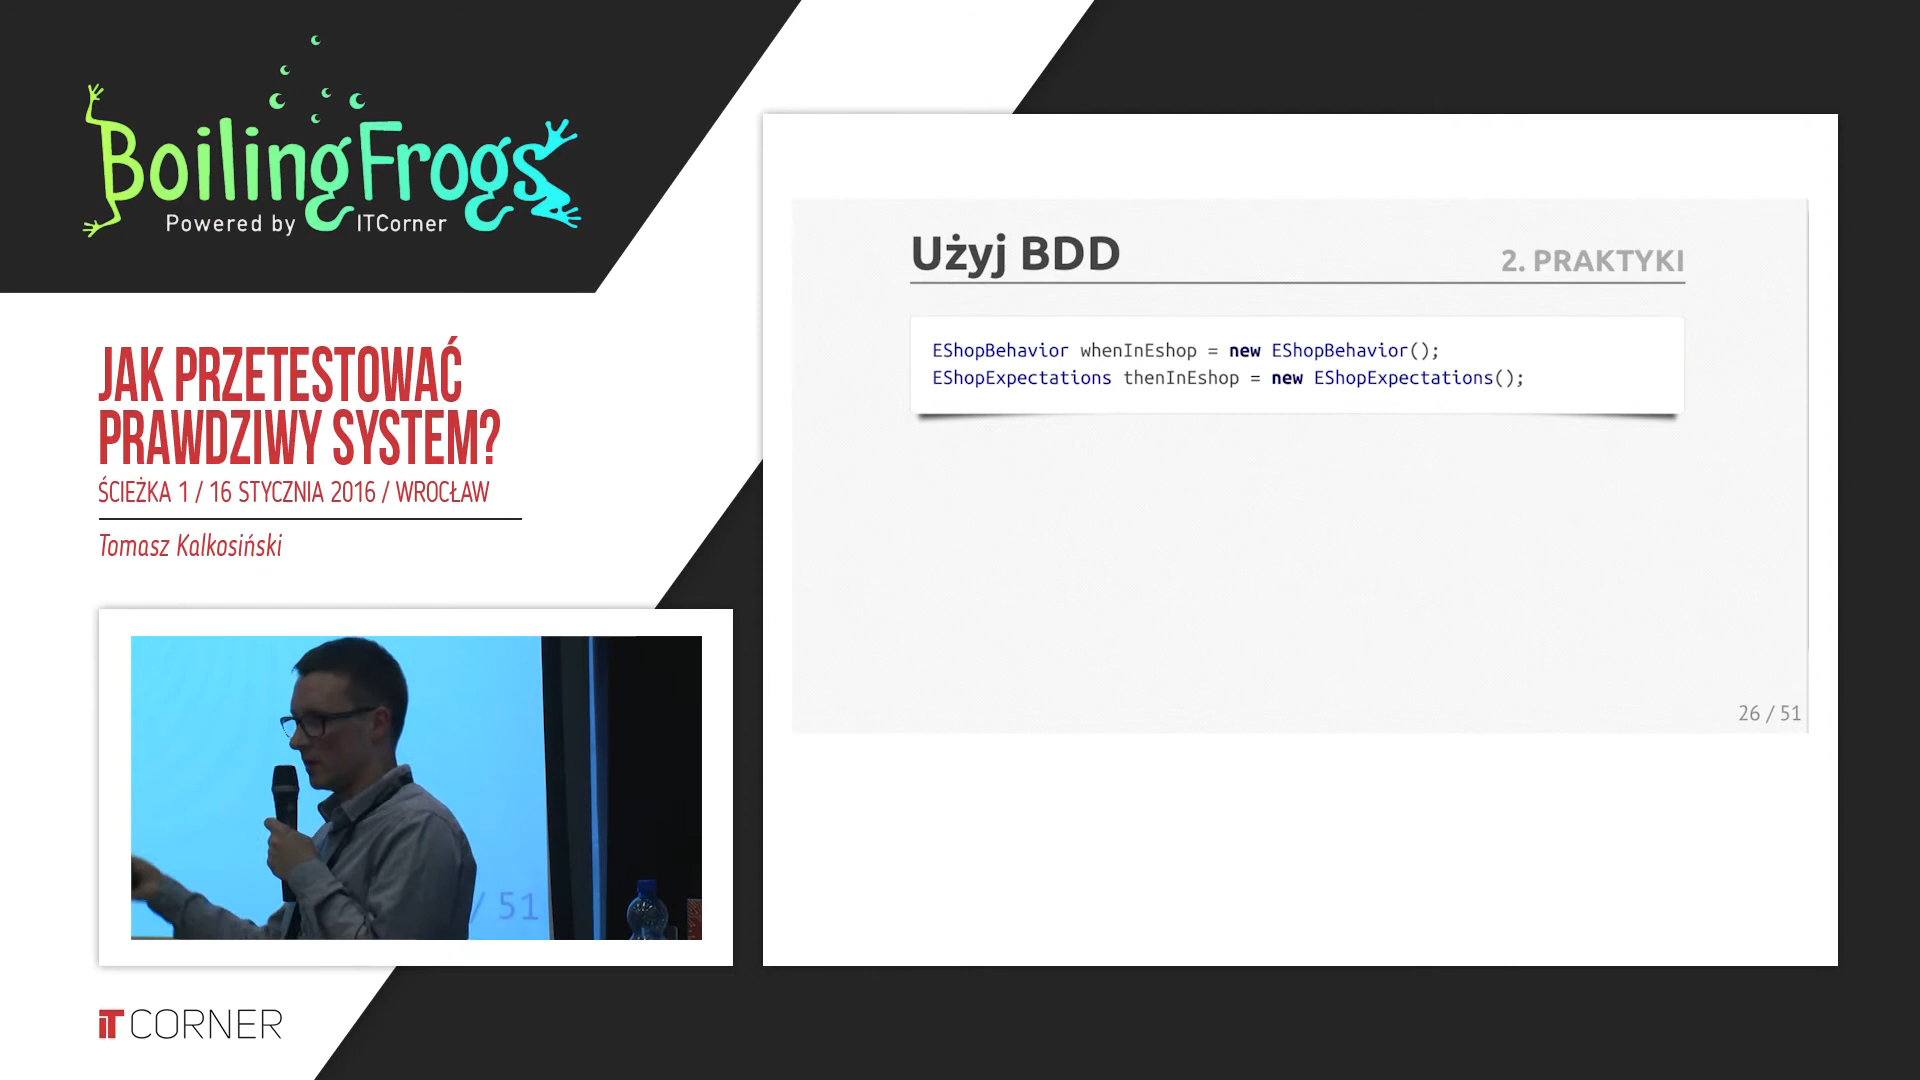 BoilingFrogs
Powered by ITCorner
JAK PRZETESTOWAĆ
PRAWDZIWY SYSTEM?
ŚCIEŻKA 1 / 16 STYCZNIA 2016 / WROCŁAW
Tomasz Kalkosiński
/ 51
iT CORNER
Użyj BDD
2. PRAKTYKI
EShopBehavior whenInEshop = new EShopBehavior();
EShopExpectations thenInEshop = new EShopExpectations();
26 / 51